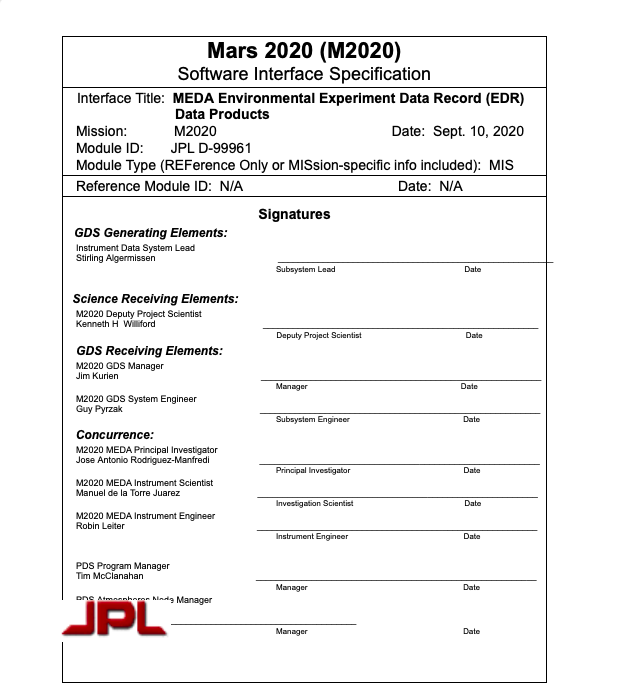 Mars 2020 (M2020)
Software Interface Specification
Interface Title: MEDA Environmental Experiment Data Record (EDR)
Data Products
Mission: M2020 Date: Sept. 10, 2020
Module ID: JPL D-99961
Module Type (REFerence Only or MISsion-specific info included): MIS
Reference Module ID: N/A Date: N/A
Signatures
GDS Generating Elements:
Instrument Data System Lead
Stirling Algermissen
Subsystem Lead Date
Science Receiving Elements:
M2020 Deputy Project Scientist
Kenneth H Williford
Deputy Project Scientist Date
GDS Receiving Elements:
M2020 GDS Manager
Jim Kurien
Manager Date
M2020 GDS System Engineer
Guy Pyrzak
Subsystem Engineer Date
Concurrence:
M2020 MEDA Principal Investigator
Jose Antonio Rodriguez-Manfredi
Principal Investigator Date
M2020 MEDA Instrument Scientist
Manuel de la Torre Juarez
Investigation Scientist Date
M2020 MEDA Instrument Engineer
Robin Leiter
Instrument Engineer Date
PDS Program Manager
Tim McClanahan
Manager Date
PDS Atmospheres Node Manager
JPL
Manager Date